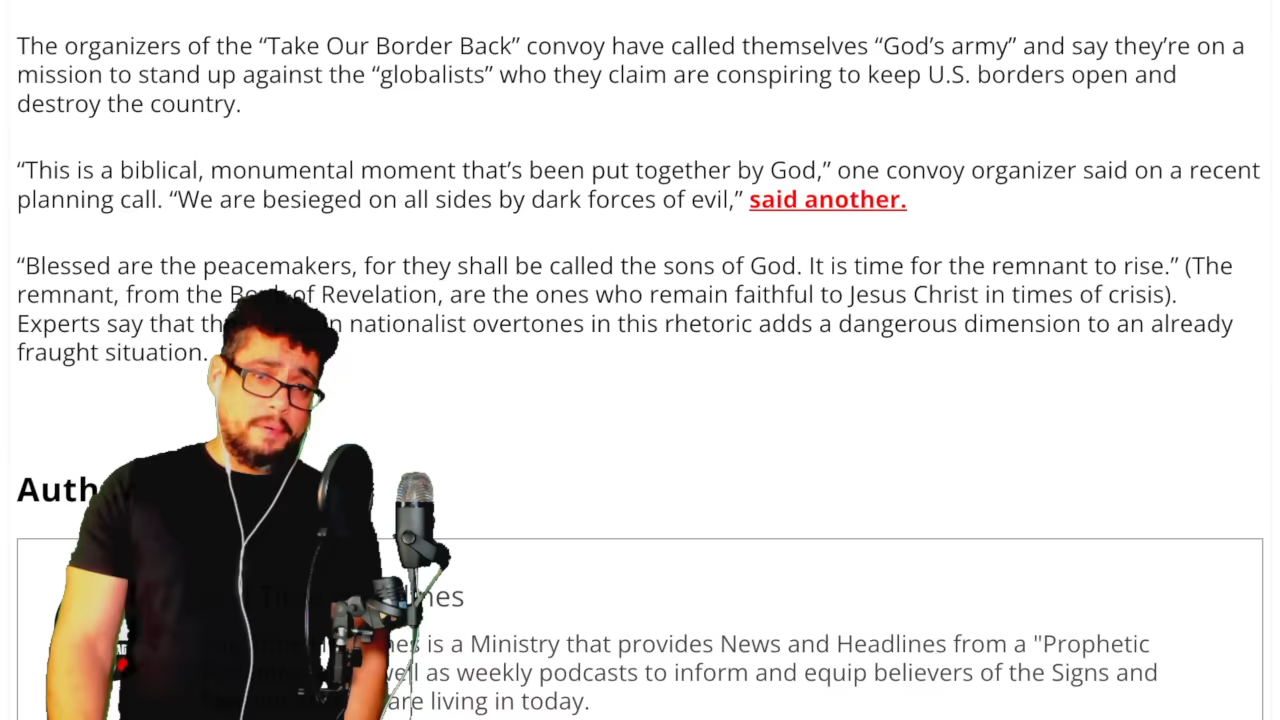 The organizers of the “Take Our Border Back” convoy have called themselves “God’s army” and say they’re on a
mission to stand up against the “globalists” who they claim are conspiring to keep U.S. borders open and
destroy the country.
“This is a biblical, monumental moment that’s been put together by God,” one convoy organizer said on a recent
planning call. “We are besieged on all sides by dark forces of evil,” said another.
“Blessed are the peacemakers, for they shall be called the sons of God. It is time for the remnant to rise.” (The
remnant, from the of Revelation, are the ones who remain faithful to Jesus Christ in times of crisis).
Experts say that nationalist overtones in this rhetoric adds a dangerous dimension to an already
fraught situation.
is a Ministry that provides News and Headlines from a "Prophetic
as weekly podcasts to inform and equip believers of the Signs and
are living in today.